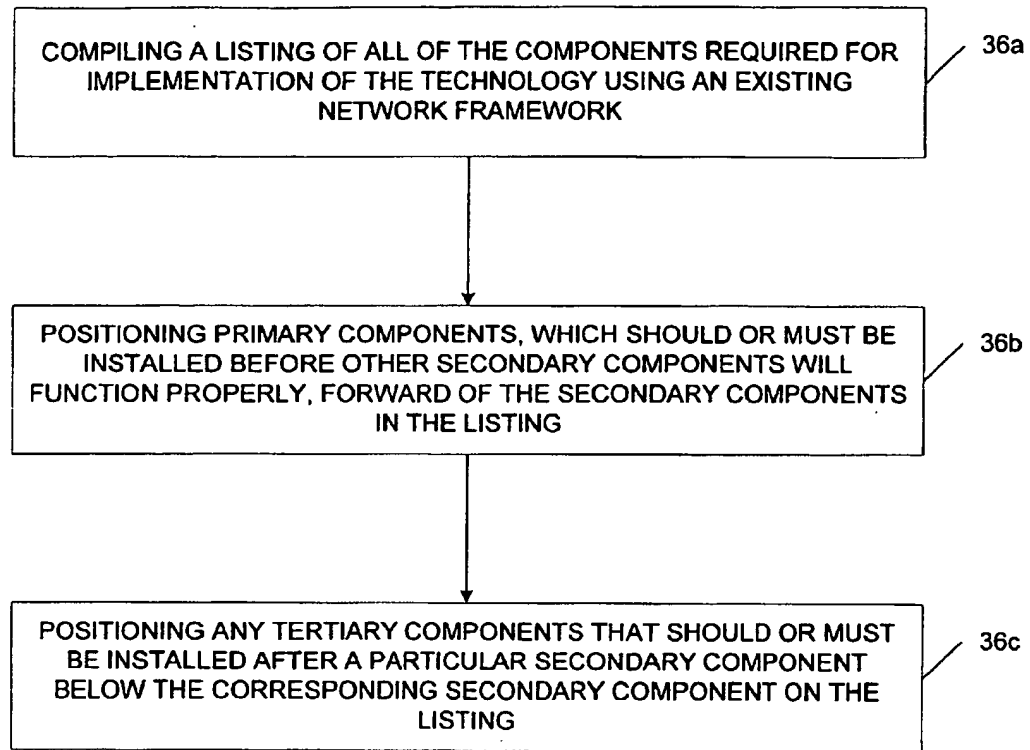 COMPILING A LISTING OF ALL OF THE COMPONENTS REQUIRED FOR
IMPLEMENTATION OF THE TECHNOLOGY USING AN EXISTING
NETWORK FRAMEWORK
36a
POSITIONING PRIMARY COMPONENTS, WHICH SHOULD OR MUST BE
INSTALLED BEFORE OTHER SECONDARY COMPONENTS WILL
FUNCTION PROPERLY, FORWARD OF THE SECONDARY COMPONENTS
IN THE LISTING
36b
POSITIONING ANY TERTIARY COMPONENTS THAT SHOULD OR MUST
BE INSTALLED AFTER A PARTICULAR SECONDARY COMPONENT
BELOW THE CORRESPONDING SECONDARY COMPONENT ON THE
LISTING
36c